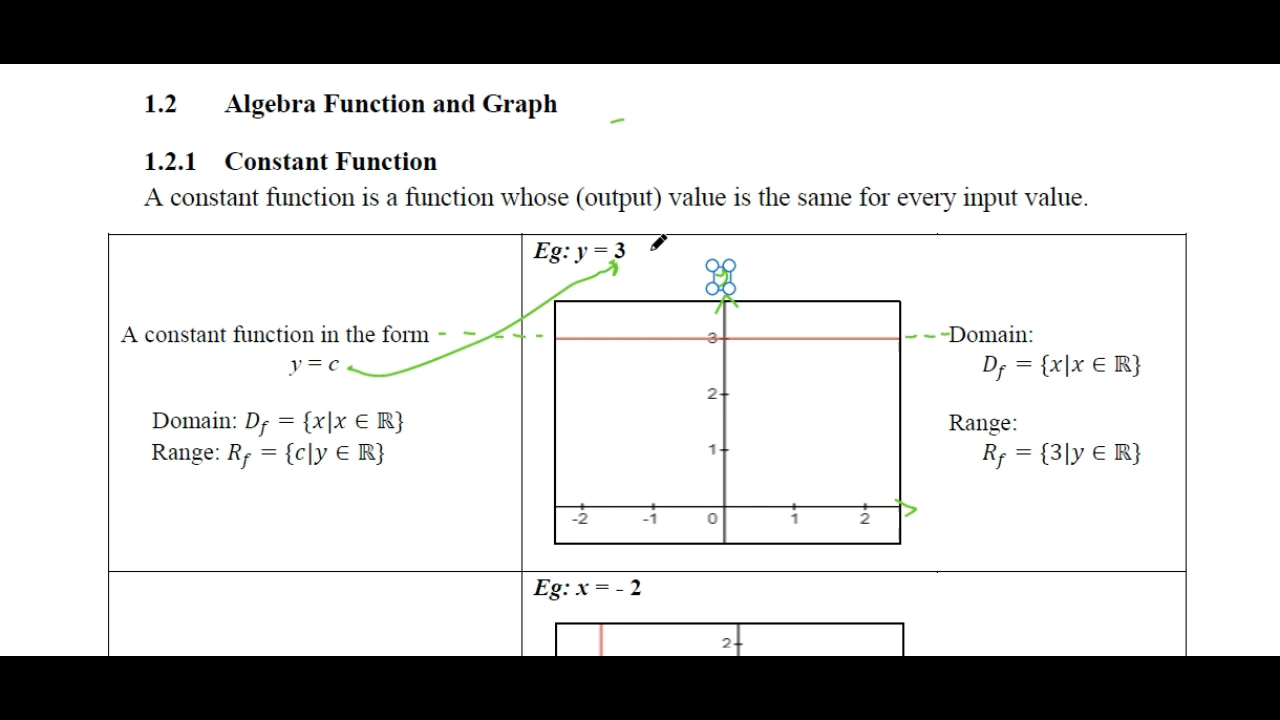 1.2 Algebra Function and Graph
1.2.1 Constant Function
A constant function is a function whose (output) value is the same for every input value.
A constant function in the form
y = c
Domain: D_f = {x|x ∈ ℝ}
Range: R_f = {c|y ∈ ℝ}
Eg: y = 3
3
2
1
-2 -1 0 1 2
Domain:
D_f = {x|x ∈ ℝ}
Range:
R_f = {3|y ∈ ℝ}
Eg: x = - 2
2